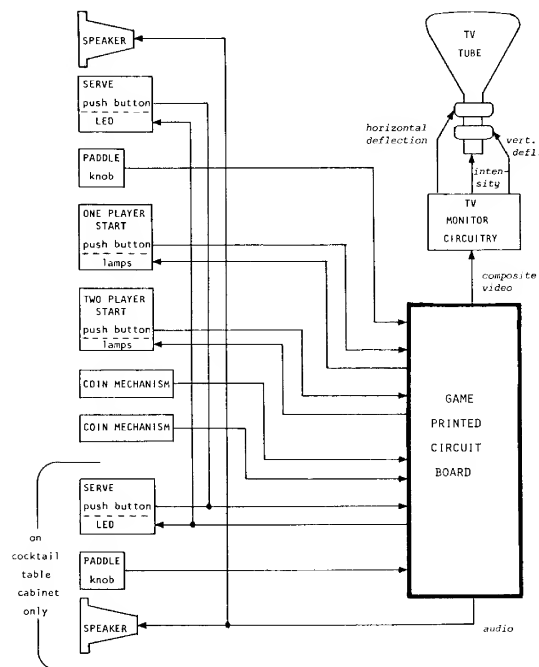 SPEAKER
SERVE
push button
LED
PADDLE
knob
ONE PLAYER
START
push button
lamps
TWO PLAYER
START
push button
lamps
COIN MECHANISM
COIN MECHANISM
on
cocktail
table
cabinet
only
SERVE
push button
LED
PADDLE
knob
SPEAKER
TV
TUBE
horizontal
deflection
vert.
defl
inten-
sity
TV
MONITOR
CIRCUITRY
composite
video
GAME
PRINTED
CIRCUIT
BOARD
audio